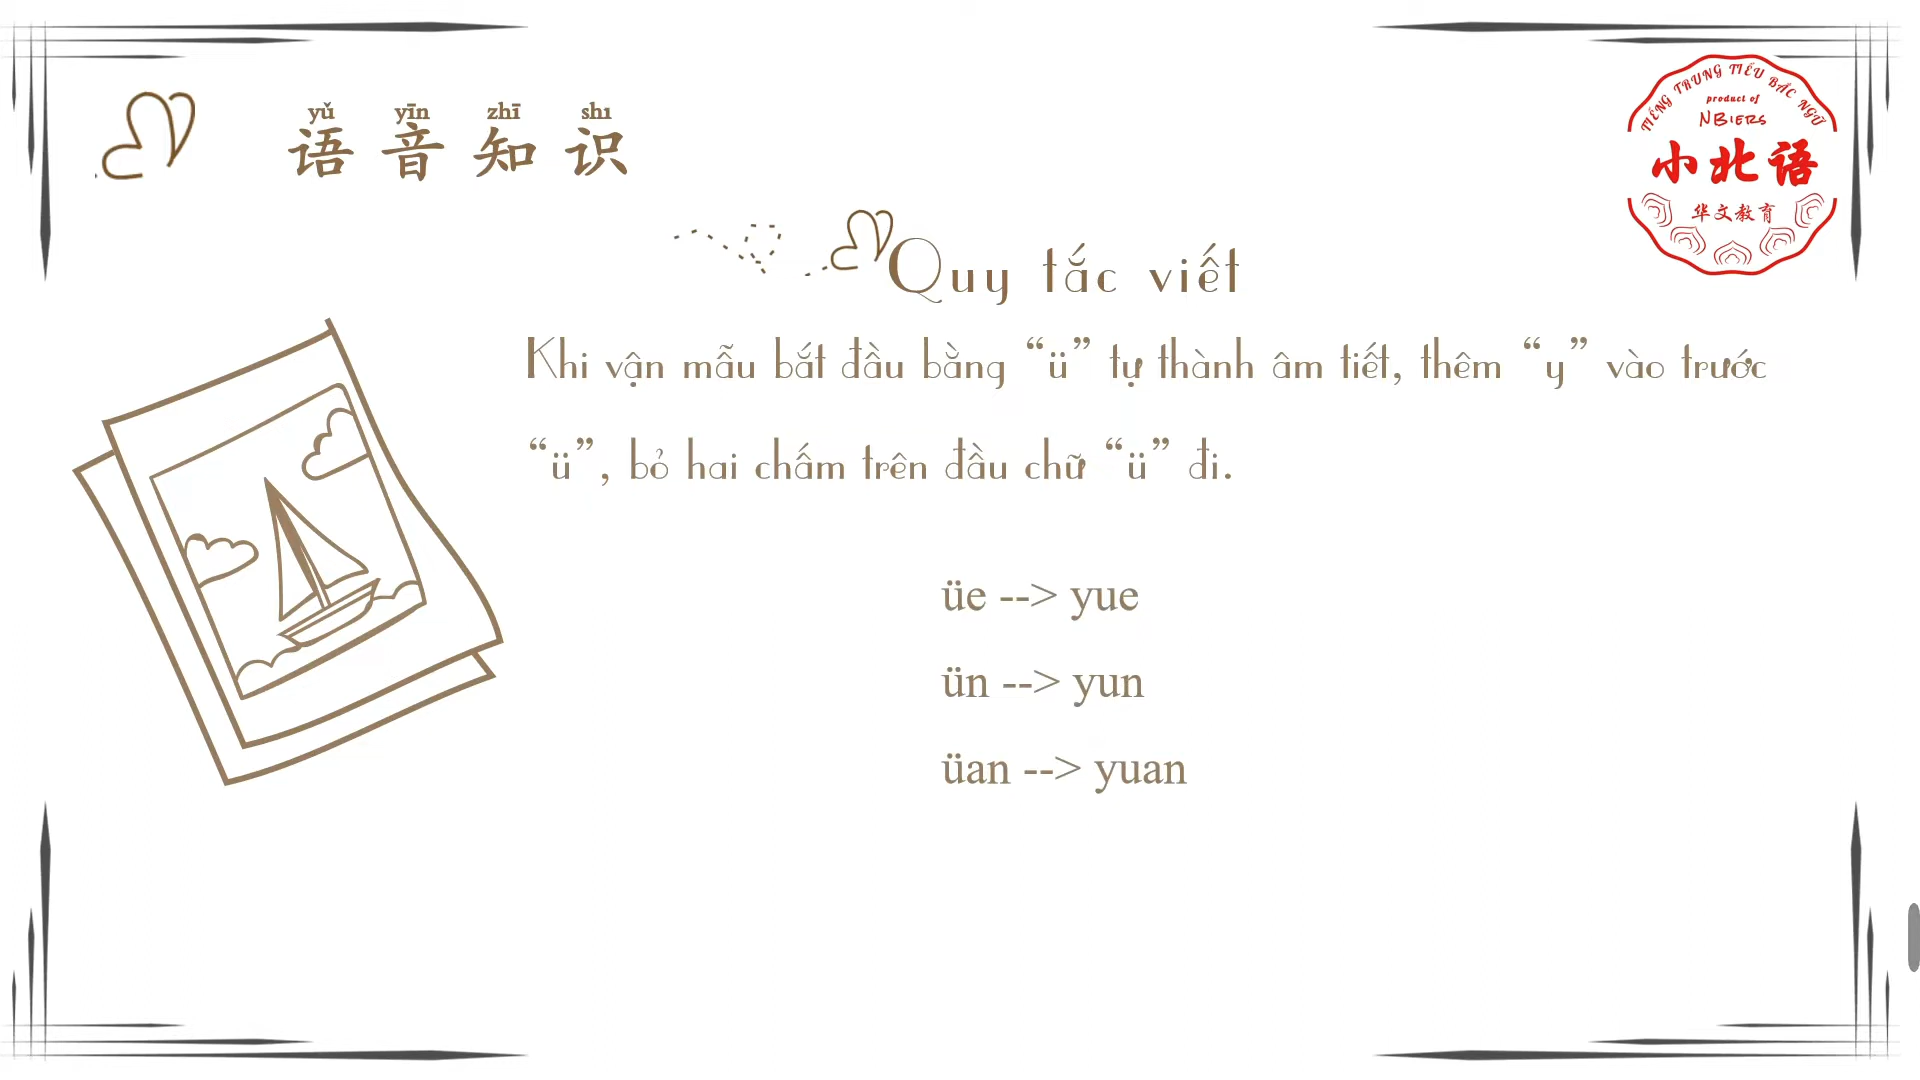 yǔ yīn zhī shı
语音知识
TIẾNG TRUNG TIỂU BẮC NGỮ
product of
NBIERS
小北语
华文教育
Quy tắc viết
Khi vận mẫu bắt đầu bằng “ü” tự thành âm tiết, thêm “y” vào trước
“ü”, bỏ hai chấm trên đầu chữ “ü” đi.
üe --> yue
ün --> yun
üan --> yuan